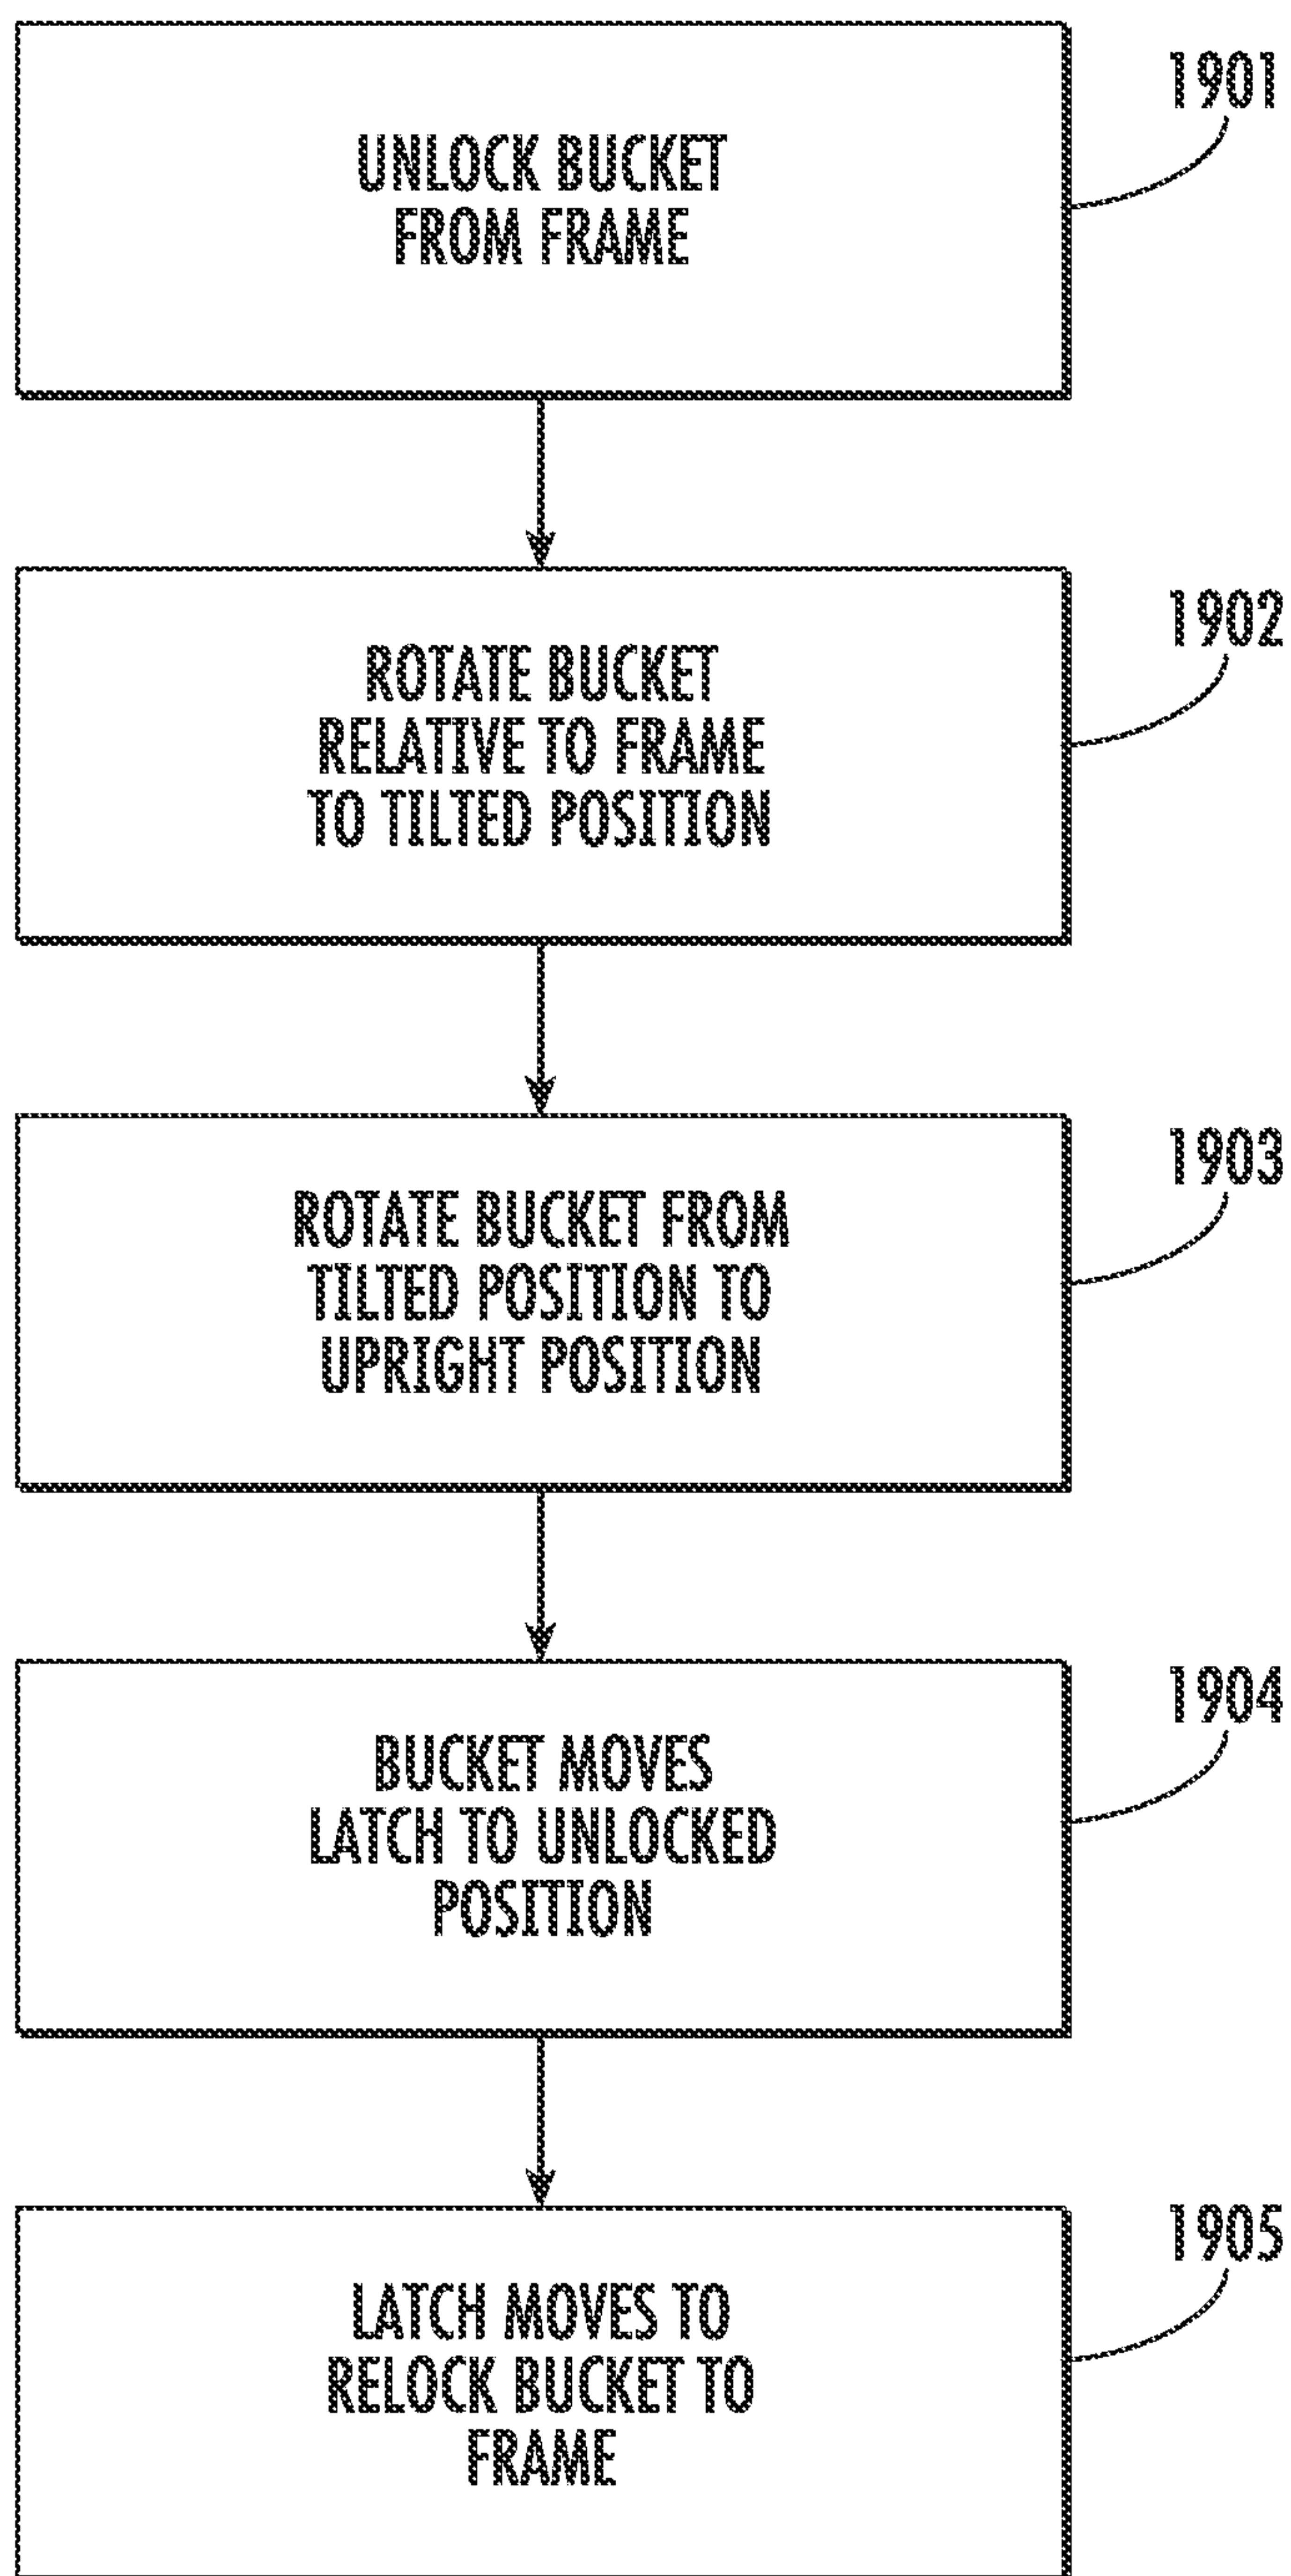 1901
UNLOCK BUCKET
FROM FRAME
1902
ROTATE BUCKET
RELATIVE TO FRAME
TO TILTED POSITION
1903
ROTATE BUCKET FROM
TILTED POSITION TO
UPRIGHT POSITION
1904
BUCKET MOVES
LATCH TO UNLOCKED
POSITION
1905
LATCH MOVES TO
RELOCK BUCKET TO
FRAME